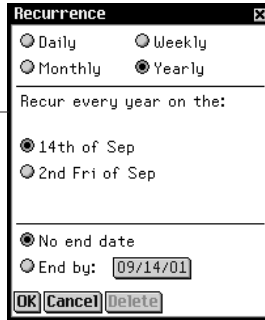 Recurrence
Daily Weekly
Monthly Yearly
Recur every year on the:
14th of Sep
2nd Fri of Sep
No end date
End by: 09/14/01
OK Cancel Delete